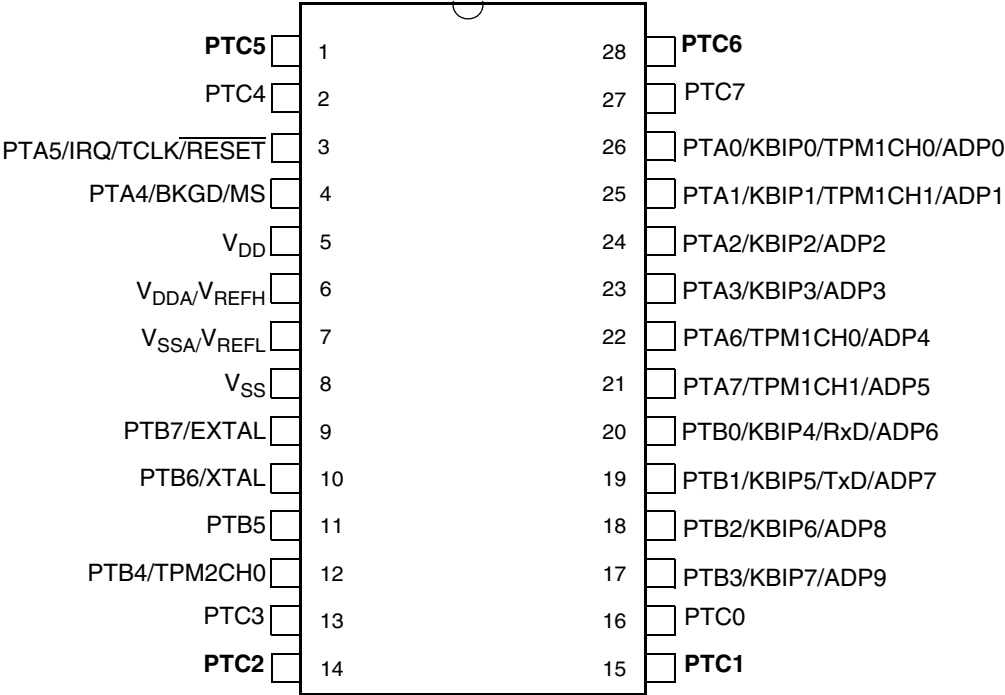 PTC5 1 28 PTC6
PTC4 2 27 PTC7
PTA5/IRQ/TCLK/RESET 3 26 PTA0/KBIP0/TPM1CH0/ADP0
PTA4/BKGD/MS 4 25 PTA1/KBIP1/TPM1CH1/ADP1
VDD 5 24 PTA2/KBIP2/ADP2
VDDA/VREFH 6 23 PTA3/KBIP3/ADP3
VSSA/VREFL 7 22 PTA6/TPM1CH0/ADP4
VSS 8 21 PTA7/TPM1CH1/ADP5
PTB7/EXTAL 9 20 PTB0/KBIP4/RxD/ADP6
PTB6/XTAL 10 19 PTB1/KBIP5/TxD/ADP7
PTB5 11 18 PTB2/KBIP6/ADP8
PTB4/TPM2CH0 12 17 PTB3/KBIP7/ADP9
PTC3 13 16 PTC0
PTC2 14 15 PTC1